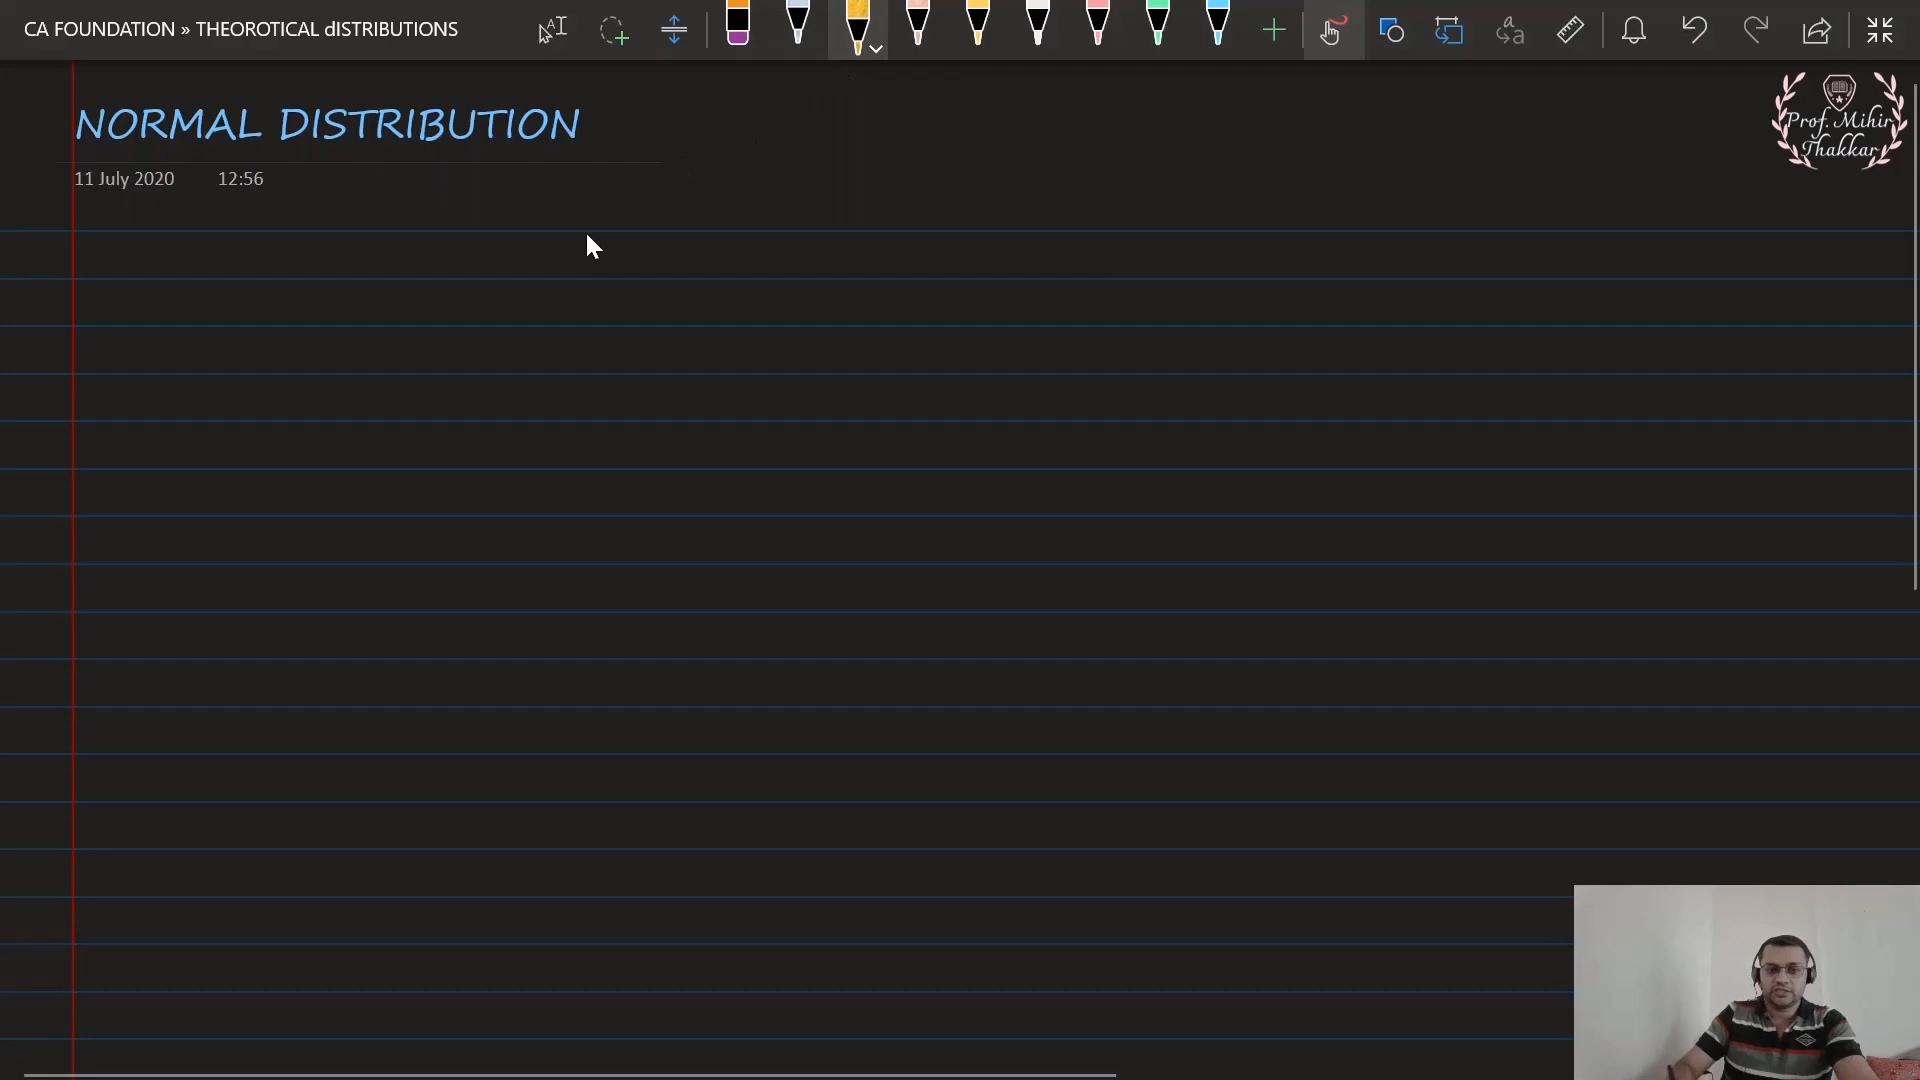 CA FOUNDATION » THEOROTICAL dISTRIBUTIONS
NORMAL DISTRIBUTION
11 July 2020 12:56
Prof. Mihir
Thakkar